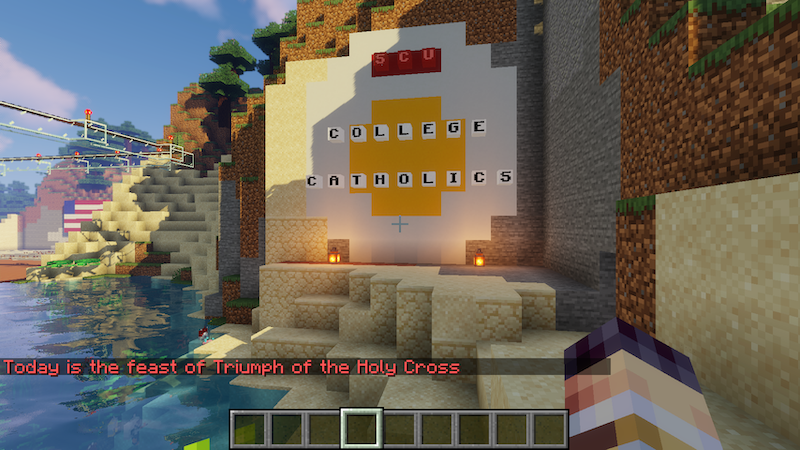 SCU
COLLEGE
CATHOLICS
Today is the feast of Triumph of the Holy Cross